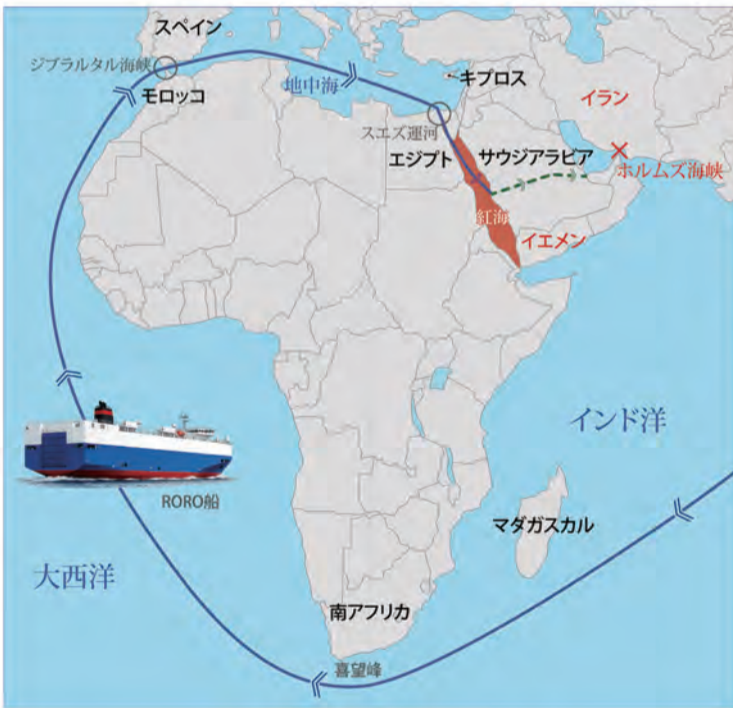 スペイン
ジブラルタル海峡
モロッコ
地中海
キプロス
イラン
スエズ運河
エジプト
サウジアラビア
ホルムズ海峡
紅海
イエメン
インド洋
RORO船
マダガスカル
大西洋
南アフリカ
喜望峰